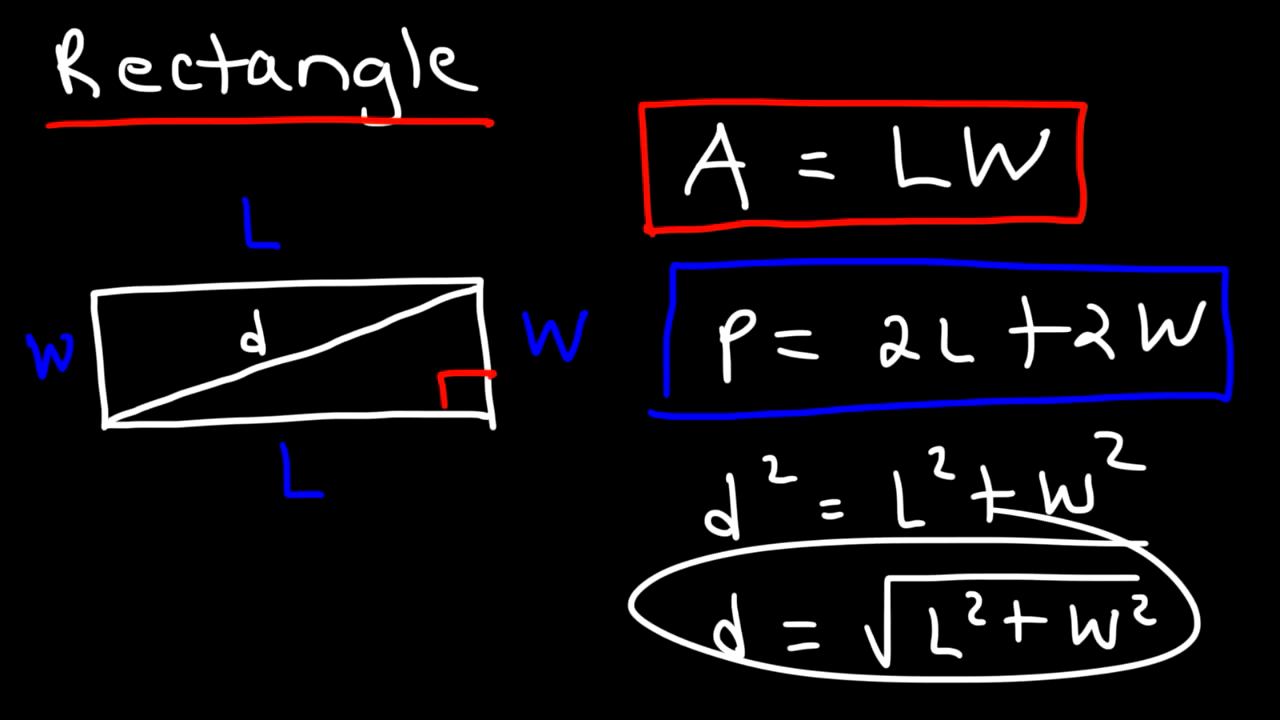 Rectangle
A = LW
L
W
d
W
L
P = 2L + 2W
d² = L² + W²
d = √(L² + W²)